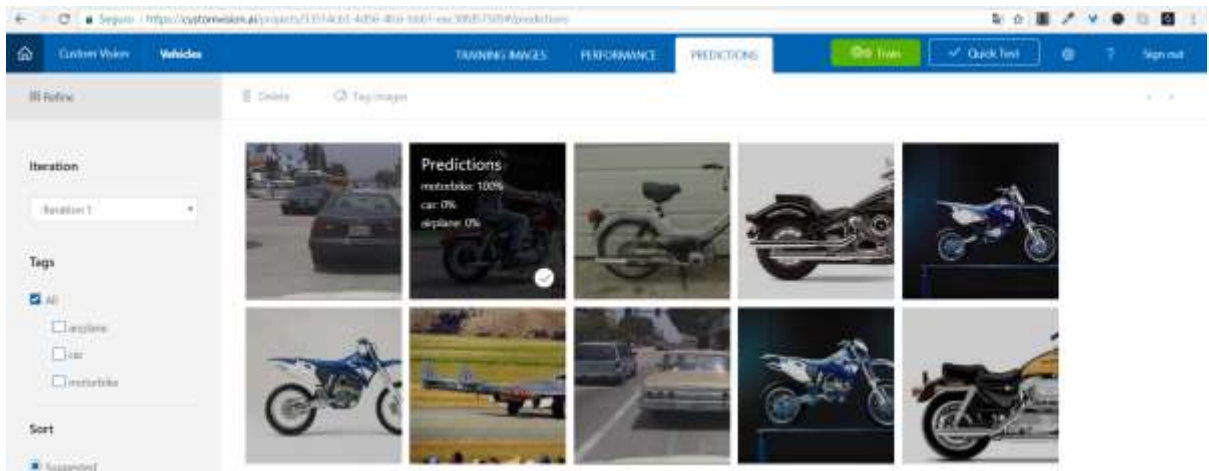 Seguro https://customvision.ai/projects/
Custom Vision Vehicles TRAINING IMAGES PERFORMANCE PREDICTIONS Train Quick Test ? Sign out
Refine Delete Tag images
Predictions
motorbike: 100%
car: 0%
airplane: 0%
Iteration
Iteration 1
Tags
All
airplane
car
motorbike
Sort
Suggested